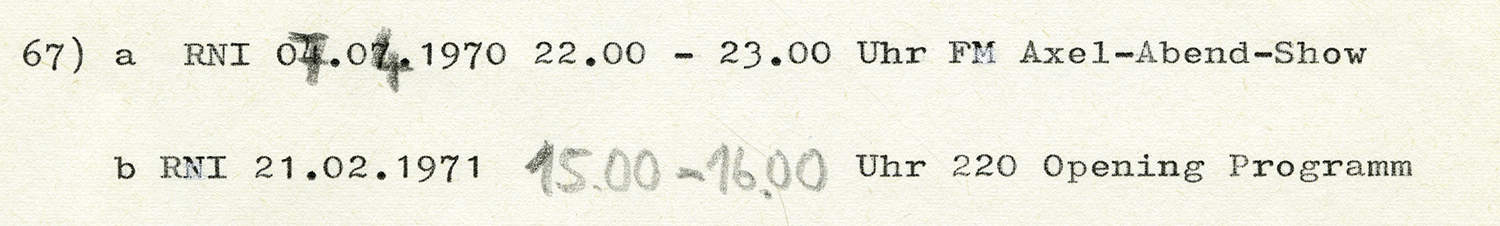 67) a RNI 07.04.1970 22.00 - 23.00 Uhr FM Axel-Abend-Show
b RNI 21.02.1971 15.00-16.00 Uhr 220 Opening Programm